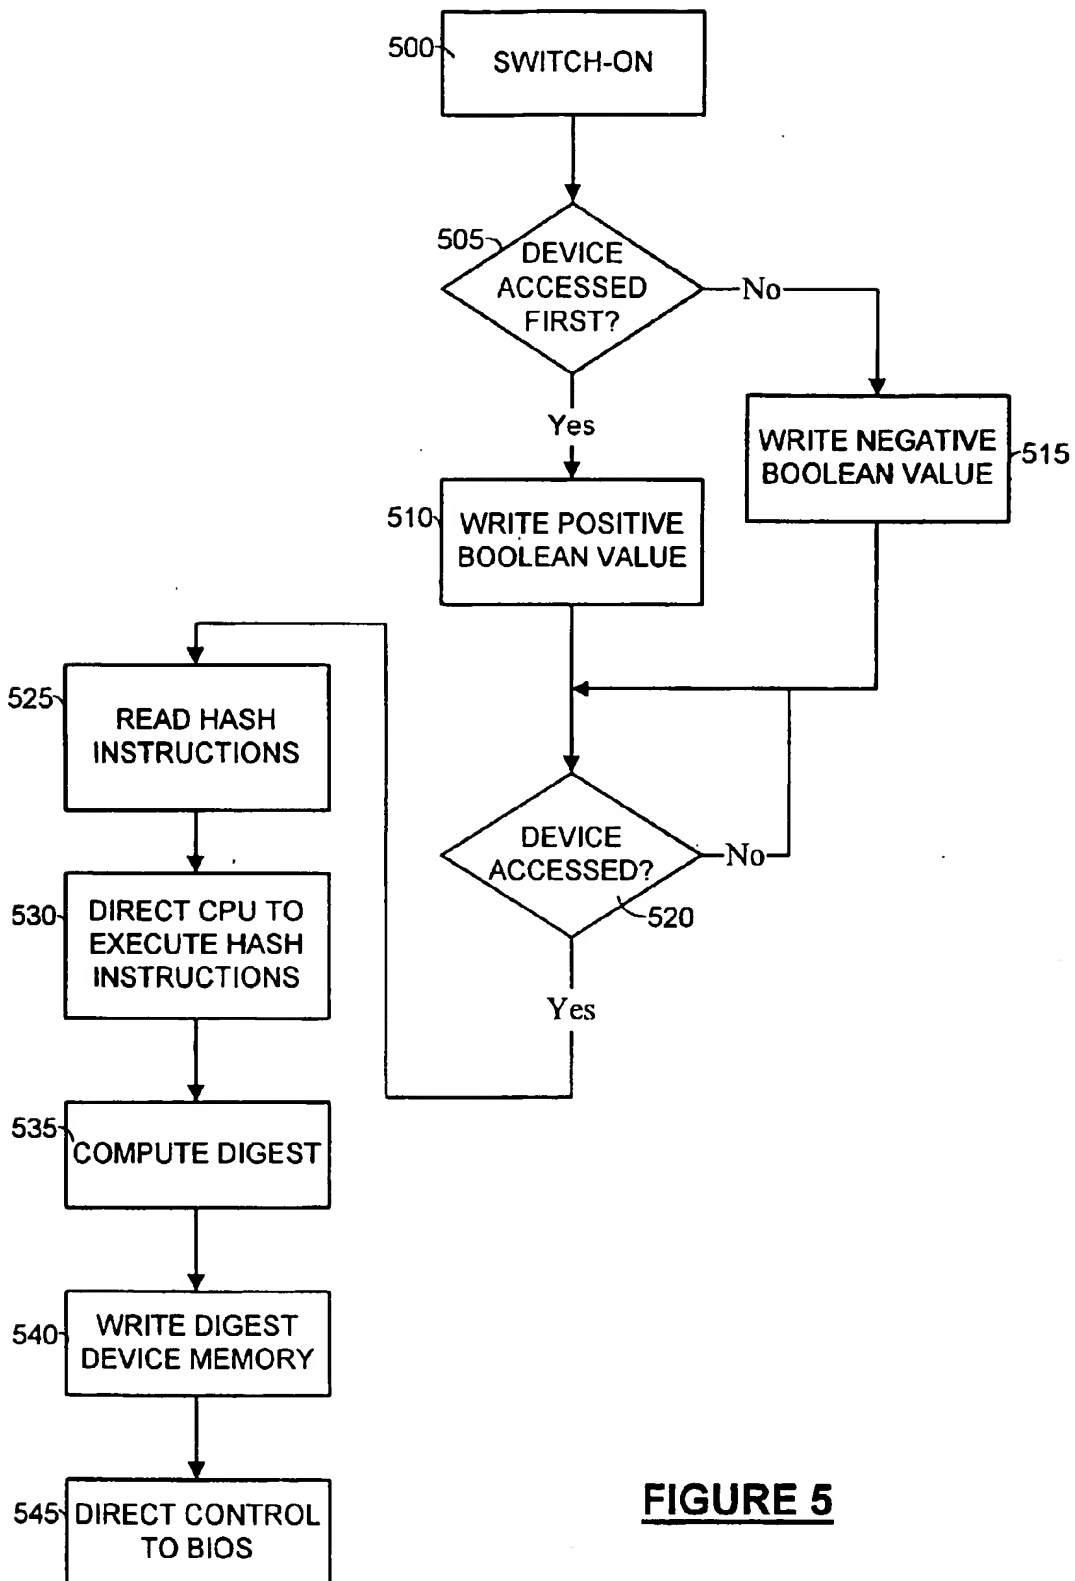 500
SWITCH-ON
505
DEVICE
ACCESSED
FIRST?
No
Yes
WRITE NEGATIVE
BOOLEAN VALUE
515
510
WRITE POSITIVE
BOOLEAN VALUE
525
READ HASH
INSTRUCTIONS
DEVICE
ACCESSED?
No
520
Yes
530
DIRECT CPU TO
EXECUTE HASH
INSTRUCTIONS
535
COMPUTE DIGEST
540
WRITE DIGEST
DEVICE MEMORY
545
DIRECT CONTROL
TO BIOS
FIGURE 5